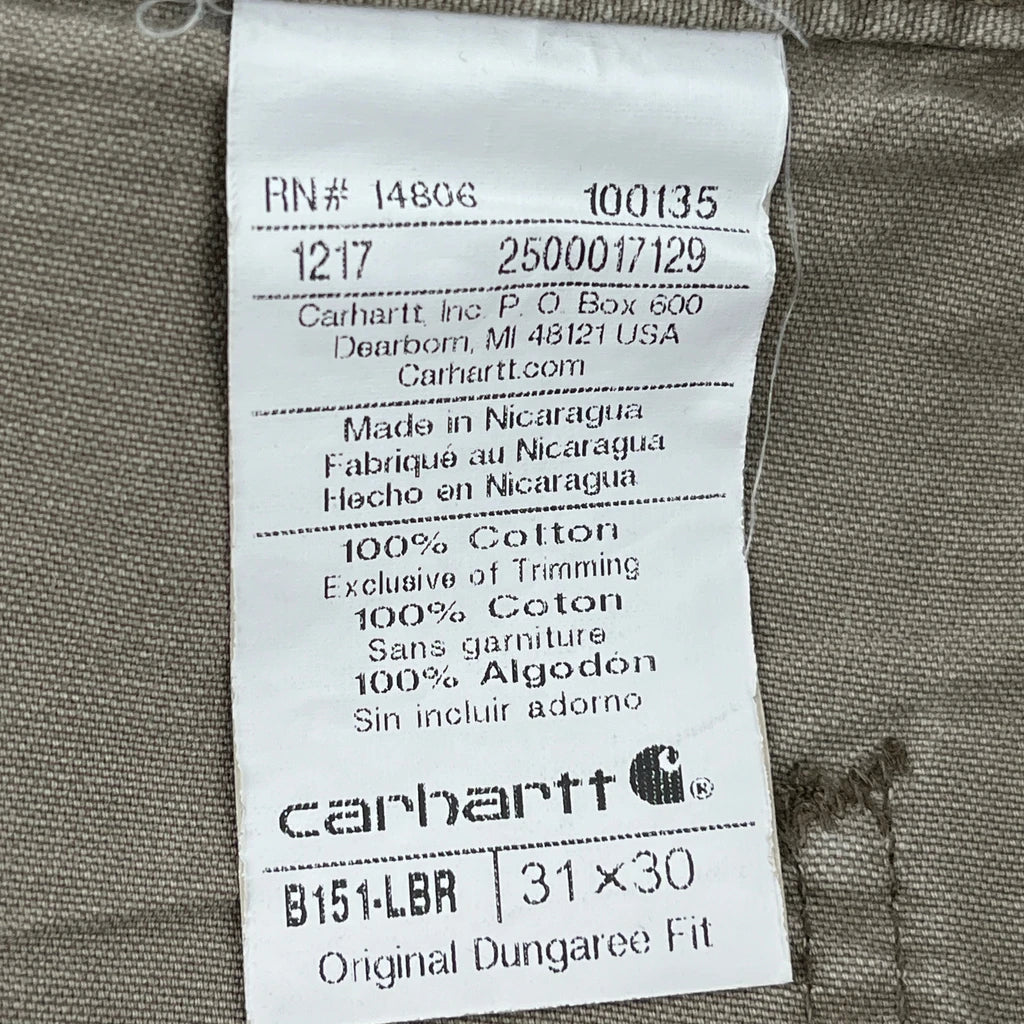 RN# 14806 100135
1217 2500017129
Carhartt, Inc. P. O. Box 600
Dearborn, MI 48121 USA
Carhartt.com
Made in Nicaragua
Fabriqué au Nicaragua
Hecho en Nicaragua
100% Cotton
Exclusive of Trimming
100% Coton
Sans garniture
100% Algodón
Sin incluir adorno
carhartt ®
B151-LBR | 31 x 30
Original Dungaree Fit